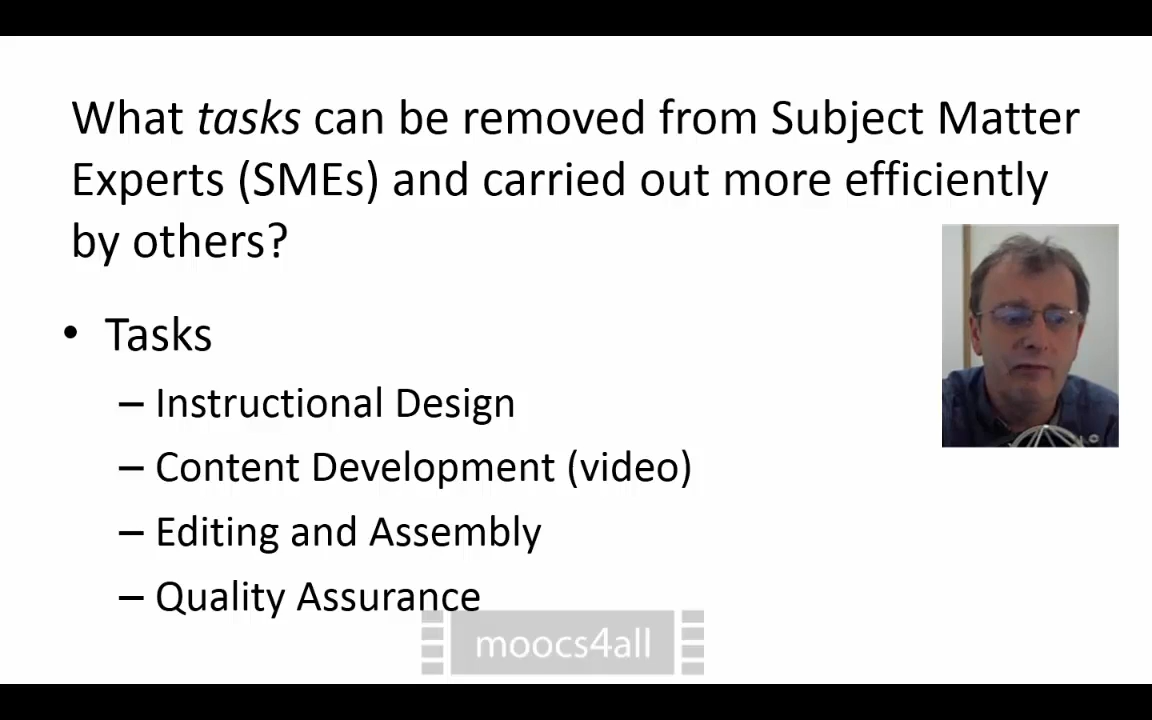 What tasks can be removed from Subject Matter
Experts (SMEs) and carried out more efficiently
by others?
• Tasks
– Instructional Design
– Content Development (video)
– Editing and Assembly
– Quality Assurance
moocs4all